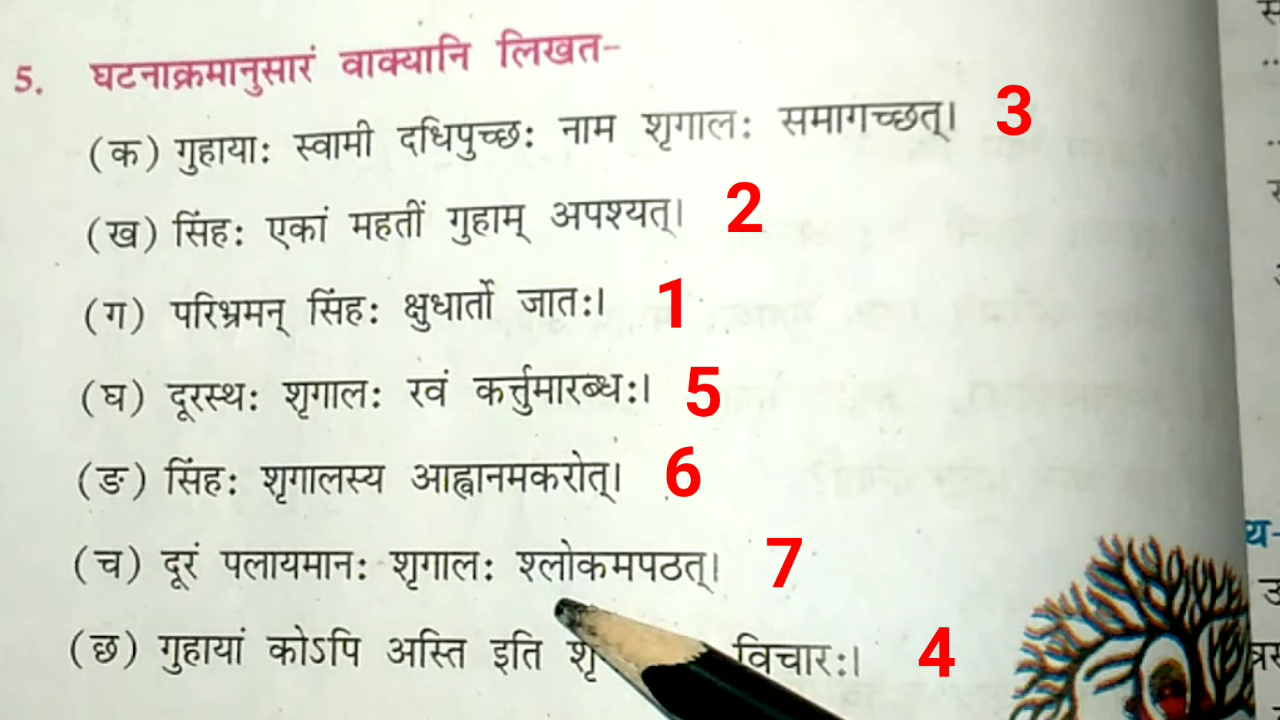 5. घटनाक्रमानुसारं वाक्यानि लिखत-
(क) गुहायाः स्वामी दधिपुच्छः नाम शृगालः समागच्छत्। 3
(ख) सिंहः एकां महतीं गुहाम् अपश्यत्। 2
(ग) परिभ्रमन् सिंहः क्षुधार्तो जातः। 1
(घ) दूरस्थः शृगालः रवं कर्त्तुमारब्धः। 5
(ङ) सिंहः शृगालस्य आह्वानमकरोत्। 6
(च) दूरं पलायमानः शृगालः श्लोकमपठत्। 7
(छ) गुहायां कोऽपि अस्ति इति विचारः। 4